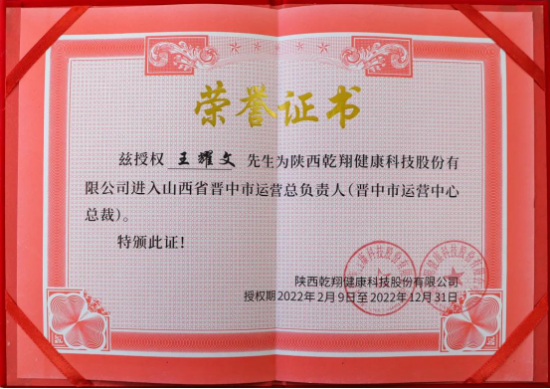 荣誉证书
兹授权 王耀文 先生为陕西乾翔健康科技股份有
限公司进入山西省晋中市运营总负责人(晋中市运营中心
总裁)。
特颁此证!
陕西乾翔健康科技股份有限公司
授权期2022年2月9日至2022年12月31日